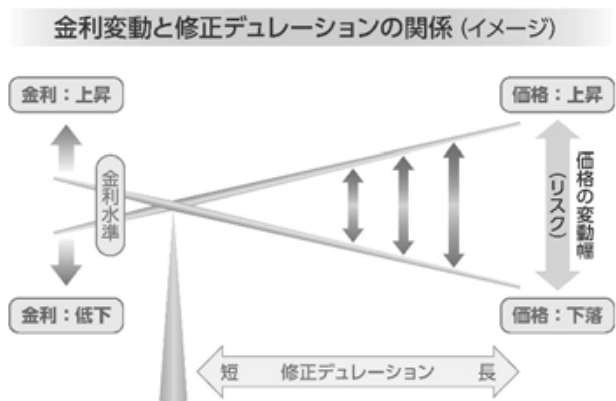 金利変動と修正デュレーションの関係（イメージ）
金利：上昇
価格：上昇
金利水準
価格の変動幅
（リスク）
金利：低下
価格：下落
短 修正デュレーション 長